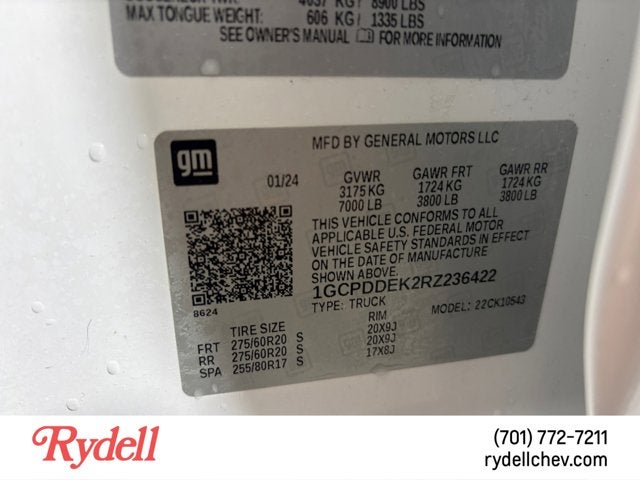 4037 KG / 8900 LBS
MAX TONGUE WEIGHT: 606 KG / 1335 LBS
SEE OWNER'S MANUAL FOR MORE INFORMATION
gm
MFD BY GENERAL MOTORS LLC
01/24 GVWR GAWR FRT GAWR RR
3175 KG 1724 KG 1724 KG
7000 LB 3800 LB 3800 LB
THIS VEHICLE CONFORMS TO ALL
APPLICABLE U.S. FEDERAL MOTOR
VEHICLE SAFETY STANDARDS IN EFFECT
ON THE DATE OF MANUFACTURE
SHOWN ABOVE.
1GCPDDEK2RZ236422
TYPE: TRUCK MODEL: 22CK10543
8624
TIRE SIZE RIM
FRT 275/60R20 S 20X9J
RR 275/60R20 S 20X9J
SPA 255/80R17 S 17X8J
Rydell
(701) 772-7211
rydellchev.com